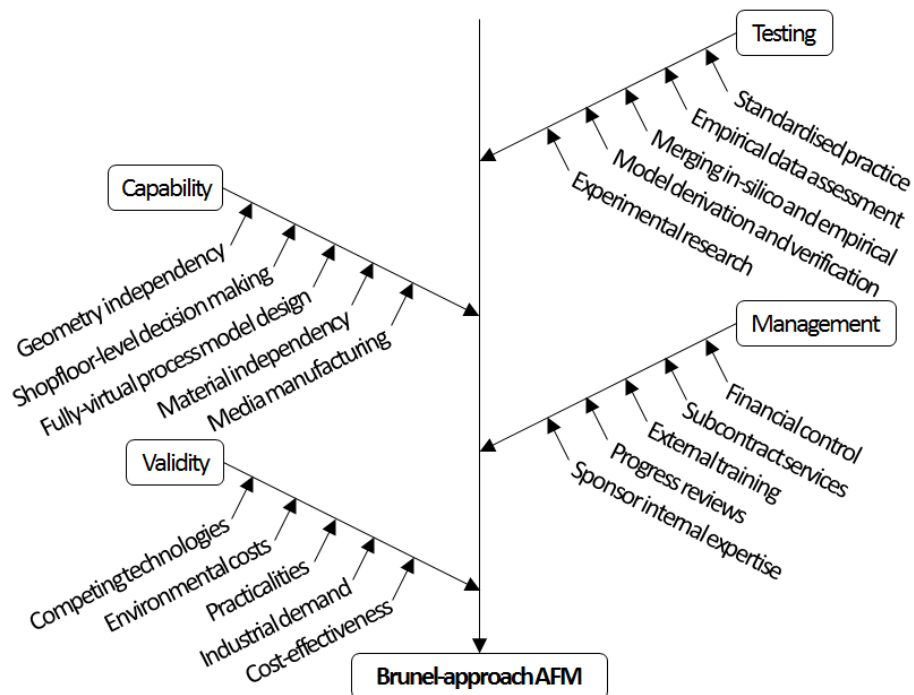 Testing
Standardised practice
Empirical data assessment
Merging in-silico and empirical
Model derivation and verification
Experimental research
Capability
Geometry independency
Shopfloor-level decision making
Fully-virtual process model design
Material independency
Media manufacturing
Management
Financial control
Subcontract services
External training
Progress reviews
Sponsor internal expertise
Validity
Competing technologies
Environmental costs
Practicalities
Industrial demand
Cost-effectiveness
Brunel-approach AFM